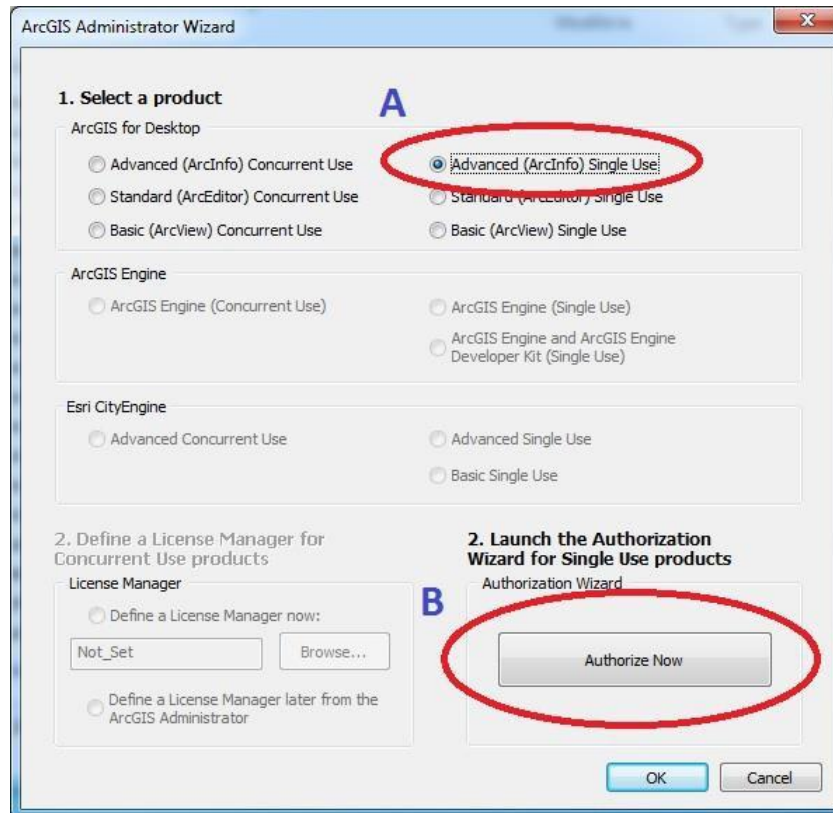 ArcGIS Administrator Wizard
1. Select a product
A
ArcGIS for Desktop
Advanced (ArcInfo) Concurrent Use
Advanced (ArcInfo) Single Use
Standard (ArcEditor) Concurrent Use
Standard (ArcEditor) Single Use
Basic (ArcView) Concurrent Use
Basic (ArcView) Single Use
ArcGIS Engine
ArcGIS Engine (Concurrent Use)
ArcGIS Engine (Single Use)
ArcGIS Engine and ArcGIS Engine
Developer Kit (Single Use)
Esri CityEngine
Advanced Concurrent Use
Advanced Single Use
Basic Single Use
2. Define a License Manager for
Concurrent Use products
License Manager
Define a License Manager now:
Not_Set
Browse...
Define a License Manager later from the
ArcGIS Administrator
2. Launch the Authorization
Wizard for Single Use products
Authorization Wizard
B
Authorize Now
OK
Cancel